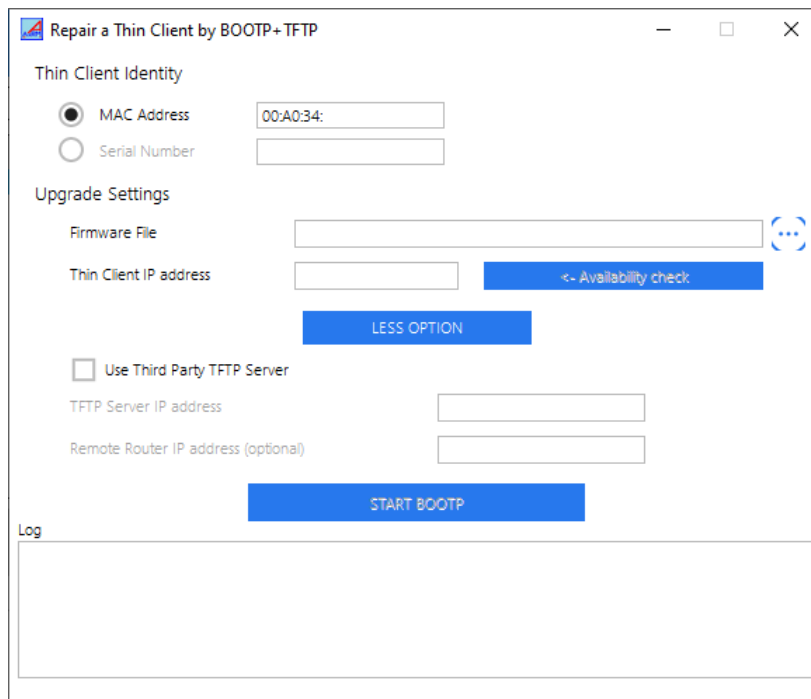 Repair a Thin Client by BOOTP+TFTP
Thin Client Identity
MAC Address 00:A0:34:
Serial Number
Upgrade Settings
Firmware File ...
Thin Client IP address <- Availability check
LESS OPTION
Use Third Party TFTP Server
TFTP Server IP address
Remote Router IP address (optional)
START BOOTP
Log